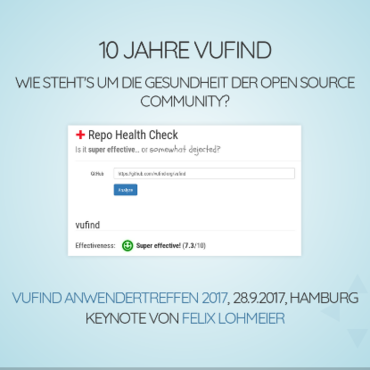 10 JAHRE VUFIND
WIE STEHT'S UM DIE GESUNDHEIT DER OPEN SOURCE
COMMUNITY?
Repo Health Check
Is it super effective... or somewhat dejected?
GitHub
vufind
Effectiveness: Super effective! (7.3/10)
VUFIND ANWENDERTREFFEN 2017, 28.9.2017, HAMBURG
KEYNOTE VON FELIX LOHMEIER